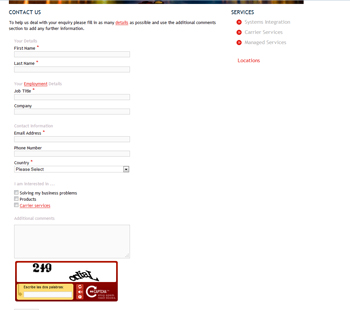 CONTACT US
To help us deal with your enquiry please fill in as many details as possible and use the additional comments
section to add any further information.
Your Details
First Name *
Last Name *
Your Employment Details
Job Title *
Company
Contact Information
Email Address *
Phone Number
Country *
Please Select
I am interested in ...
Solving my business problems
Products
Carrier services
Additional comments
249
Escribe las dos palabras:
SERVICES
Systems Integration
Carrier Services
Managed Services
Locations